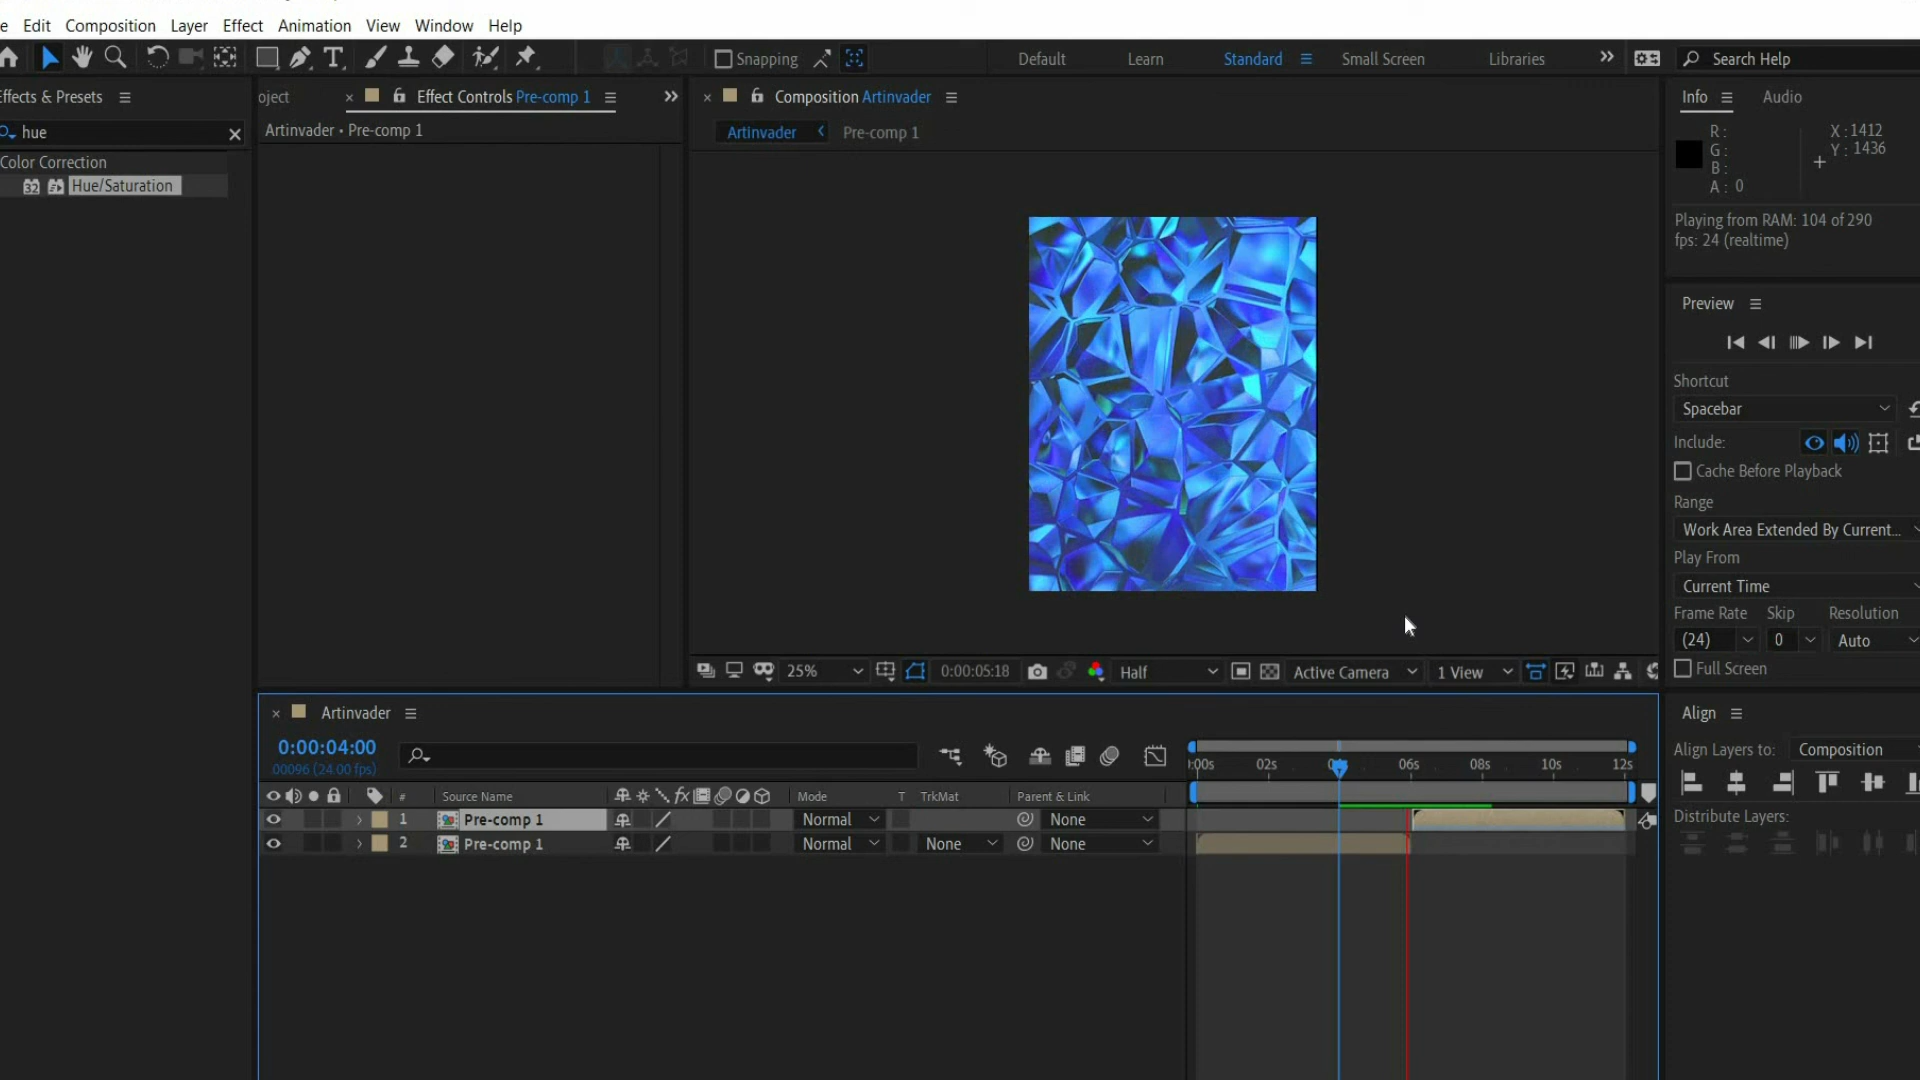 e Edit Composition Layer Effect Animation View Window Help
Snapping
Default Learn Standard Small Screen Libraries
Search Help
ffects & Presets
hue
Color Correction
32 Hue/Saturation
oject Effect Controls Pre-comp 1
Artinvader • Pre-comp 1
Composition Artinvader
Artinvader Pre-comp 1
25% 0:00:05:18 Half Active Camera 1 View
Info Audio
R: X:1412
G: Y: 1436
B:
A: 0
Playing from RAM: 104 of 290
fps: 24 (realtime)
Preview
Shortcut
Spacebar
Include:
Cache Before Playback
Range
Work Area Extended By Current...
Play From
Current Time
Frame Rate Skip Resolution
(24) 0 Auto
Full Screen
Artinvader
0:00:04:00
00096 (24.00 fps)
:00s 02s 06s 08s 10s 12s
# Source Name fx Mode T TrkMat Parent & Link
1 Pre-comp 1 Normal None
2 Pre-comp 1 Normal None None
Align
Align Layers to: Composition
Distribute Layers: